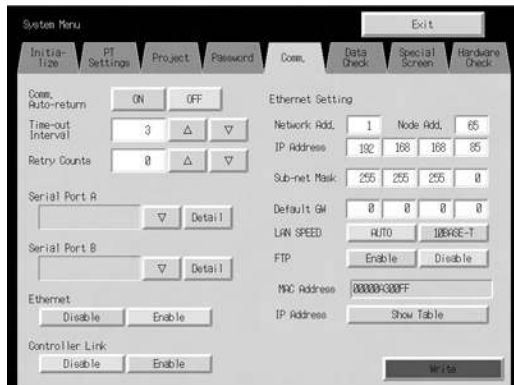 System Menu
Exit
Initia-
lize
PT
Settings
Project
Password
Comm.
Data
Check
Special
Screen
Hardware
Check
Comm.
Auto-return
ON
OFF
Time-out
Interval
3
△
▽
Retry Counts
0
△
▽
Serial Port A
▽
Detail
Serial Port B
▽
Detail
Ethernet
Disable
Enable
Controller Link
Disable
Enable
Ethernet Setting
Network Add.
1
Node Add.
65
IP Address
192
168
168
85
Sub-net Mask
255
255
255
0
Default GW
0
0
0
0
LAN SPEED
AUTO
10BASE-T
FTP
Enable
Disable
MAC Address
00000A300FF
IP Address
Show Table
Write